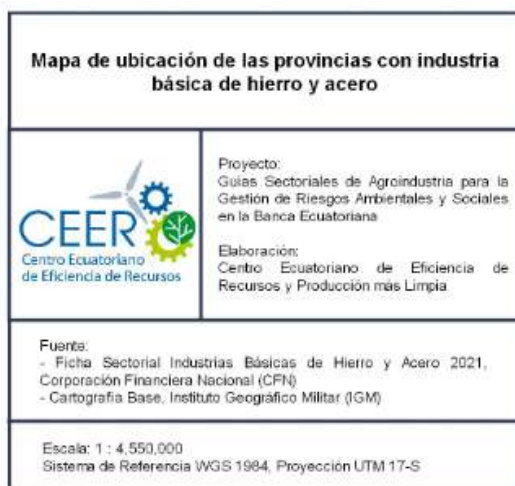 Mapa de ubicación de las provincias con industria
básica de hierro y acero
CEER
Centro Ecuatoriano
de Eficiencia de Recursos
Proyecto:
Guías Sectoriales de Agroindustria para la
Gestión de Riesgos Ambientales y Sociales
en la Banca Ecuatoriana
Elaboración:
Centro Ecuatoriano de Eficiencia de
Recursos y Producción más Limpia
Fuente:
- Ficha Sectorial Industrias Básicas de Hierro y Acero 2021,
Corporación Financiera Nacional (CFN)
- Cartografía Base, Instituto Geográfico Militar (IGM)
Escala: 1 : 4,550,000
Sistema de Referencia WGS 1984, Proyección UTM 17-S